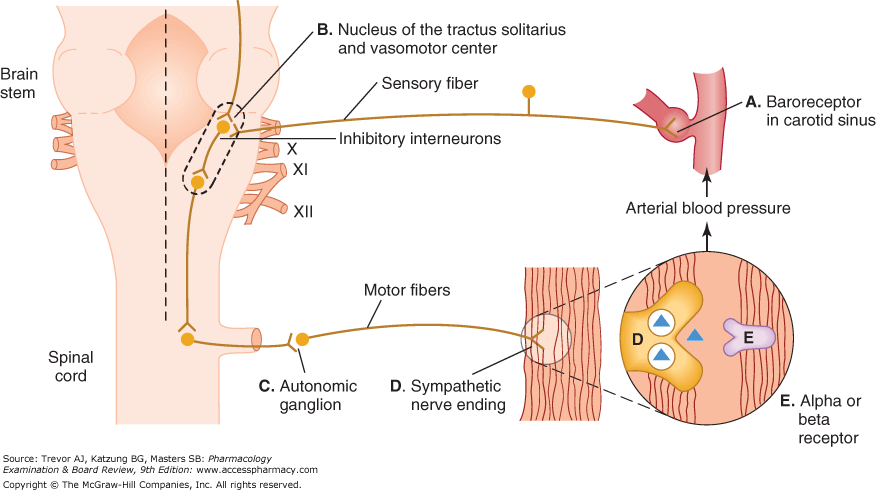 B. Nucleus of the tractus solitarius
and vasomotor center
Brain
stem
Sensory fiber
A. Baroreceptor
in carotid sinus
Inhibitory interneurons
X
XI
XII
Arterial blood pressure
Motor fibers
D
E
Spinal
cord
C. Autonomic
ganglion
D. Sympathetic
nerve ending
E. Alpha or
beta
receptor
Source: Trevor AJ, Katzung BG, Masters SB: Pharmacology
Examination & Board Review, 9th Edition: www.accesspharmacy.com
Copyright © The McGraw-Hill Companies, Inc. All rights reserved.